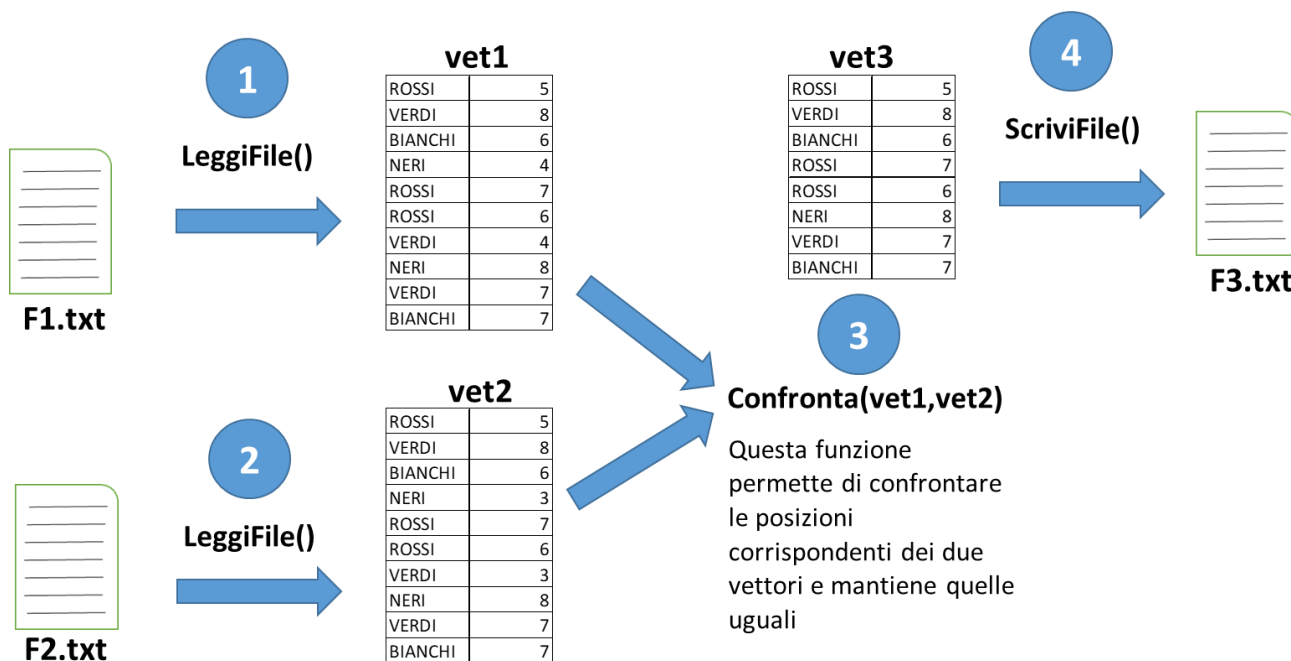 1
LeggiFile()
F1.txt
vet1
ROSSI 5
VERDI 8
BIANCHI 6
NERI 4
ROSSI 7
ROSSI 6
VERDI 4
NERI 8
VERDI 7
BIANCHI 7
2
LeggiFile()
F2.txt
vet2
ROSSI 5
VERDI 8
BIANCHI 6
NERI 3
ROSSI 7
ROSSI 6
VERDI 3
NERI 8
VERDI 7
BIANCHI 7
vet3
ROSSI 5
VERDI 8
BIANCHI 6
ROSSI 7
ROSSI 6
NERI 8
VERDI 7
BIANCHI 7
3
Confronta(vet1,vet2)
Questa funzione
permette di confrontare
le posizioni
corrispondenti dei due
vettori e mantiene quelle
uguali
4
ScriviFile()
F3.txt